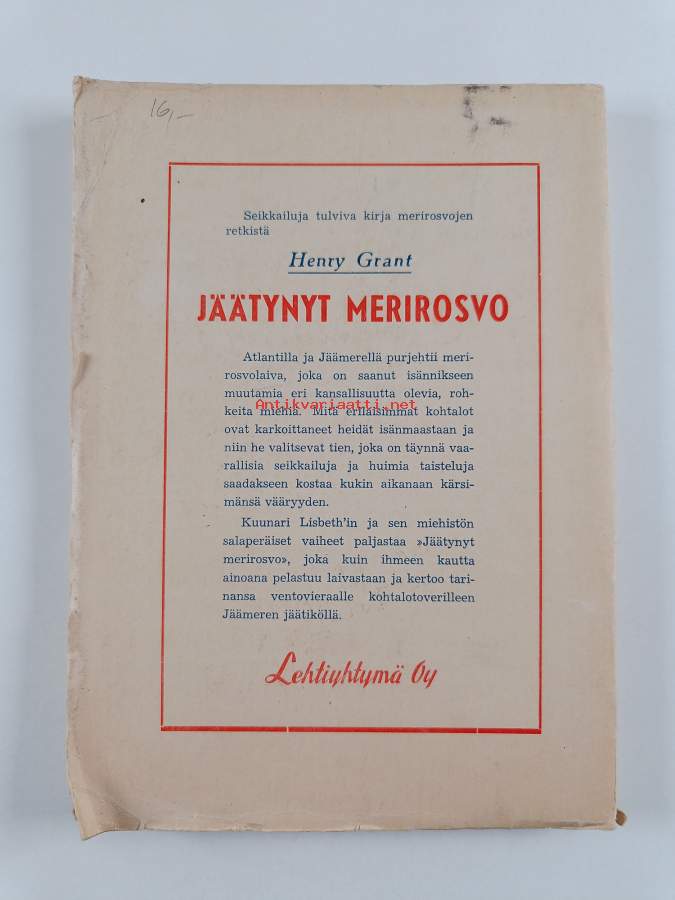 16,-
Seikkailuja tulviva kirja merirosvojen
retkistä
Henry Grant
JÄÄTYNYT MERIROSVO
Atlantilla ja Jäämerellä purjehtii meri-
rosvolaiva, joka on saanut isännikseen
muutamia eri kansallisuutta olevia, roh-
Antikvariaatti.net
keita miehiä. Mitä erilaisimmat kohtalot
ovat karkoittaneet heidät isänmaastaan ja
niin he valitsevat tien, joka on täynnä vaa-
rallisia seikkailuja ja huimia taisteluja
saadakseen kostaa kukin aikanaan kärsi-
mänsä vääryyden.
Kuunari Lisbeth'in ja sen miehistön
salaperäiset vaiheet paljastaa »Jäätynyt
merirosvo», joka kuin ihmeen kautta
ainoana pelastuu laivastaan ja kertoo tari-
nansa ventovieraalle kohtalotoverilleen
Jäämeren jäätiköllä.
Lehtiyhtymä Oy